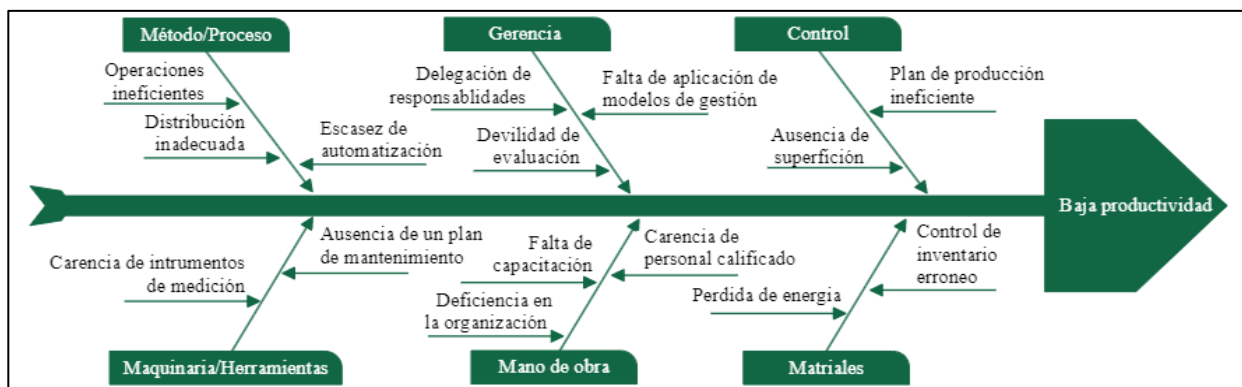 Método/Proceso
Gerencia
Control
Operaciones
ineficientes
Distribución
inadecuada
Escasez de
automatización
Delegación de
responsablidades
Falta de aplicación de
modelos de gestión
Devilidad de
evaluación
Plan de producción
ineficiente
Ausencia de
superfición
Baja productividad
Carencia de intrumentos
de medición
Ausencia de un plan
de mantenimiento
Falta de
capacitación
Carencia de
personal calificado
Deficiencia en
la organización
Perdida de energia
Control de
inventario
erroneo
Maquinaria/Herramientas
Mano de obra
Matriales